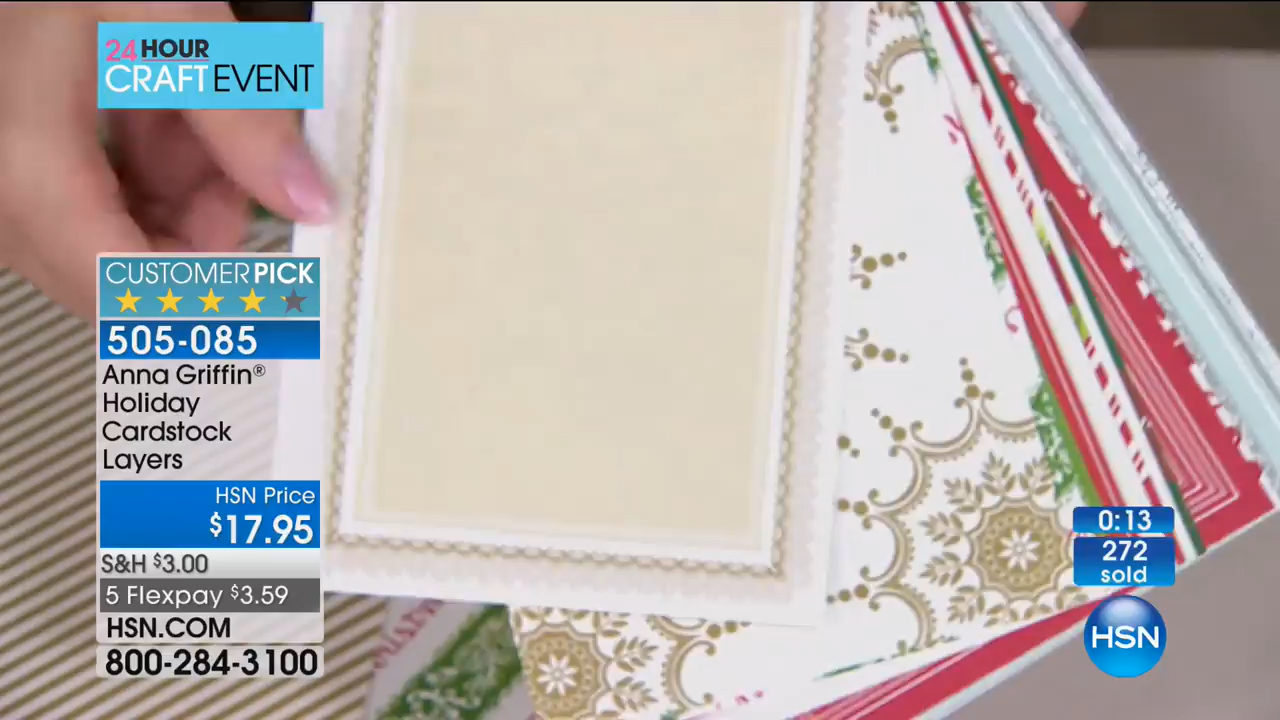 24 HOUR
CRAFT EVENT
CUSTOMER PICK
505-085
Anna Griffin®
Holiday
Cardstock
Layers
HSN Price
$17.95
S&H $3.00
5 Flexpay $3.59
HSN.COM
800-284-3100
0:13
272
sold
HSN